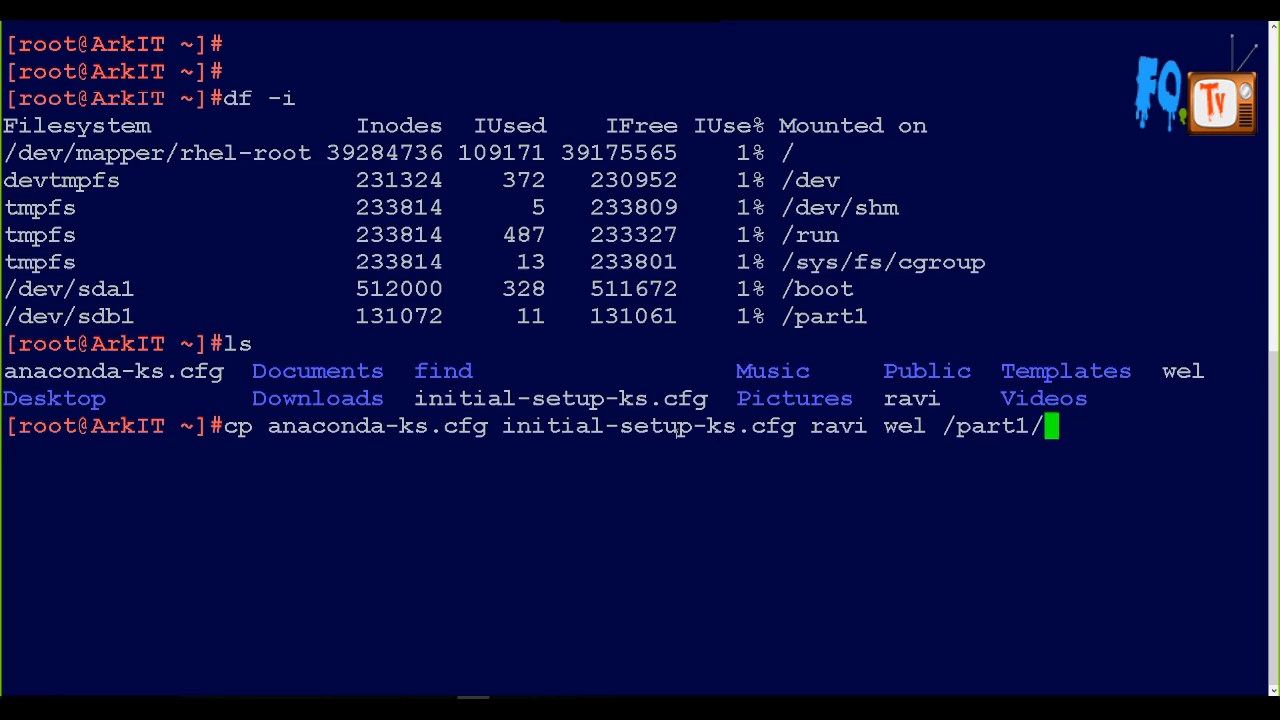 [root@ArkIT ~]#
[root@ArkIT ~]#
[root@ArkIT ~]#df -i
Filesystem Inodes IUsed IFree IUse% Mounted on
/dev/mapper/rhel-root 39284736 109171 39175565 1% /
devtmpfs 231324 372 230952 1% /dev
tmpfs 233814 5 233809 1% /dev/shm
tmpfs 233814 487 233327 1% /run
tmpfs 233814 13 233801 1% /sys/fs/cgroup
/dev/sda1 512000 328 511672 1% /boot
/dev/sdb1 131072 11 131061 1% /part1
[root@ArkIT ~]#ls
anaconda-ks.cfg Documents find Music Public Templates wel
Desktop Downloads initial-setup-ks.cfg Pictures ravi Videos
[root@ArkIT ~]#cp anaconda-ks.cfg initial-setup-ks.cfg ravi wel /part1/
FQ. Tv